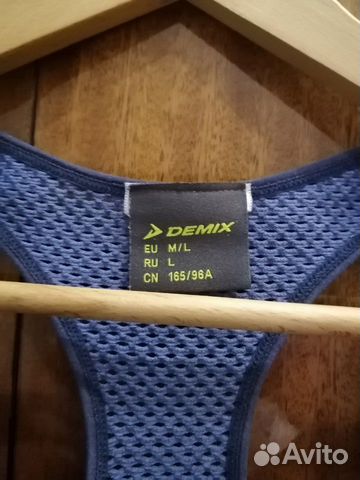 DEMIX
EU M/L
RU L
CN 165/96A
Avito